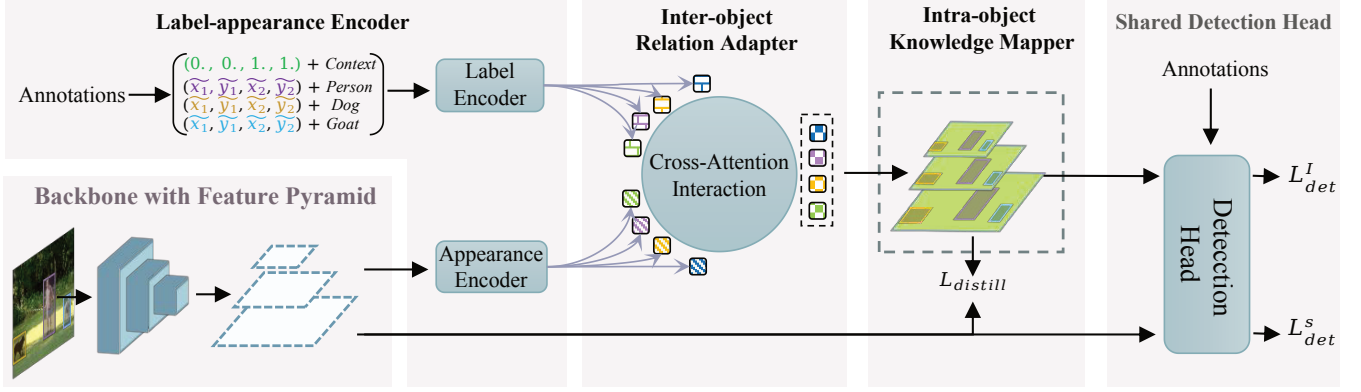 Label-appearance Encoder
Annotations
(0. , 0. , 1. , 1.) + Context
(x̃₁, ỹ₁, x̃₂, ỹ₂) + Person
(x̃₁, ỹ₁, x̃₂, ỹ₂) + Dog
(x̃₁, ỹ₁, x̃₂, ỹ₂) + Goat
Label
Encoder
Backbone with Feature Pyramid
Appearance
Encoder
Inter-object
Relation Adapter
Cross-Attention
Interaction
Intra-object
Knowledge Mapper
L_distill
Shared Detection Head
Annotations
Detecction
Head
L^I_det
L^s_det